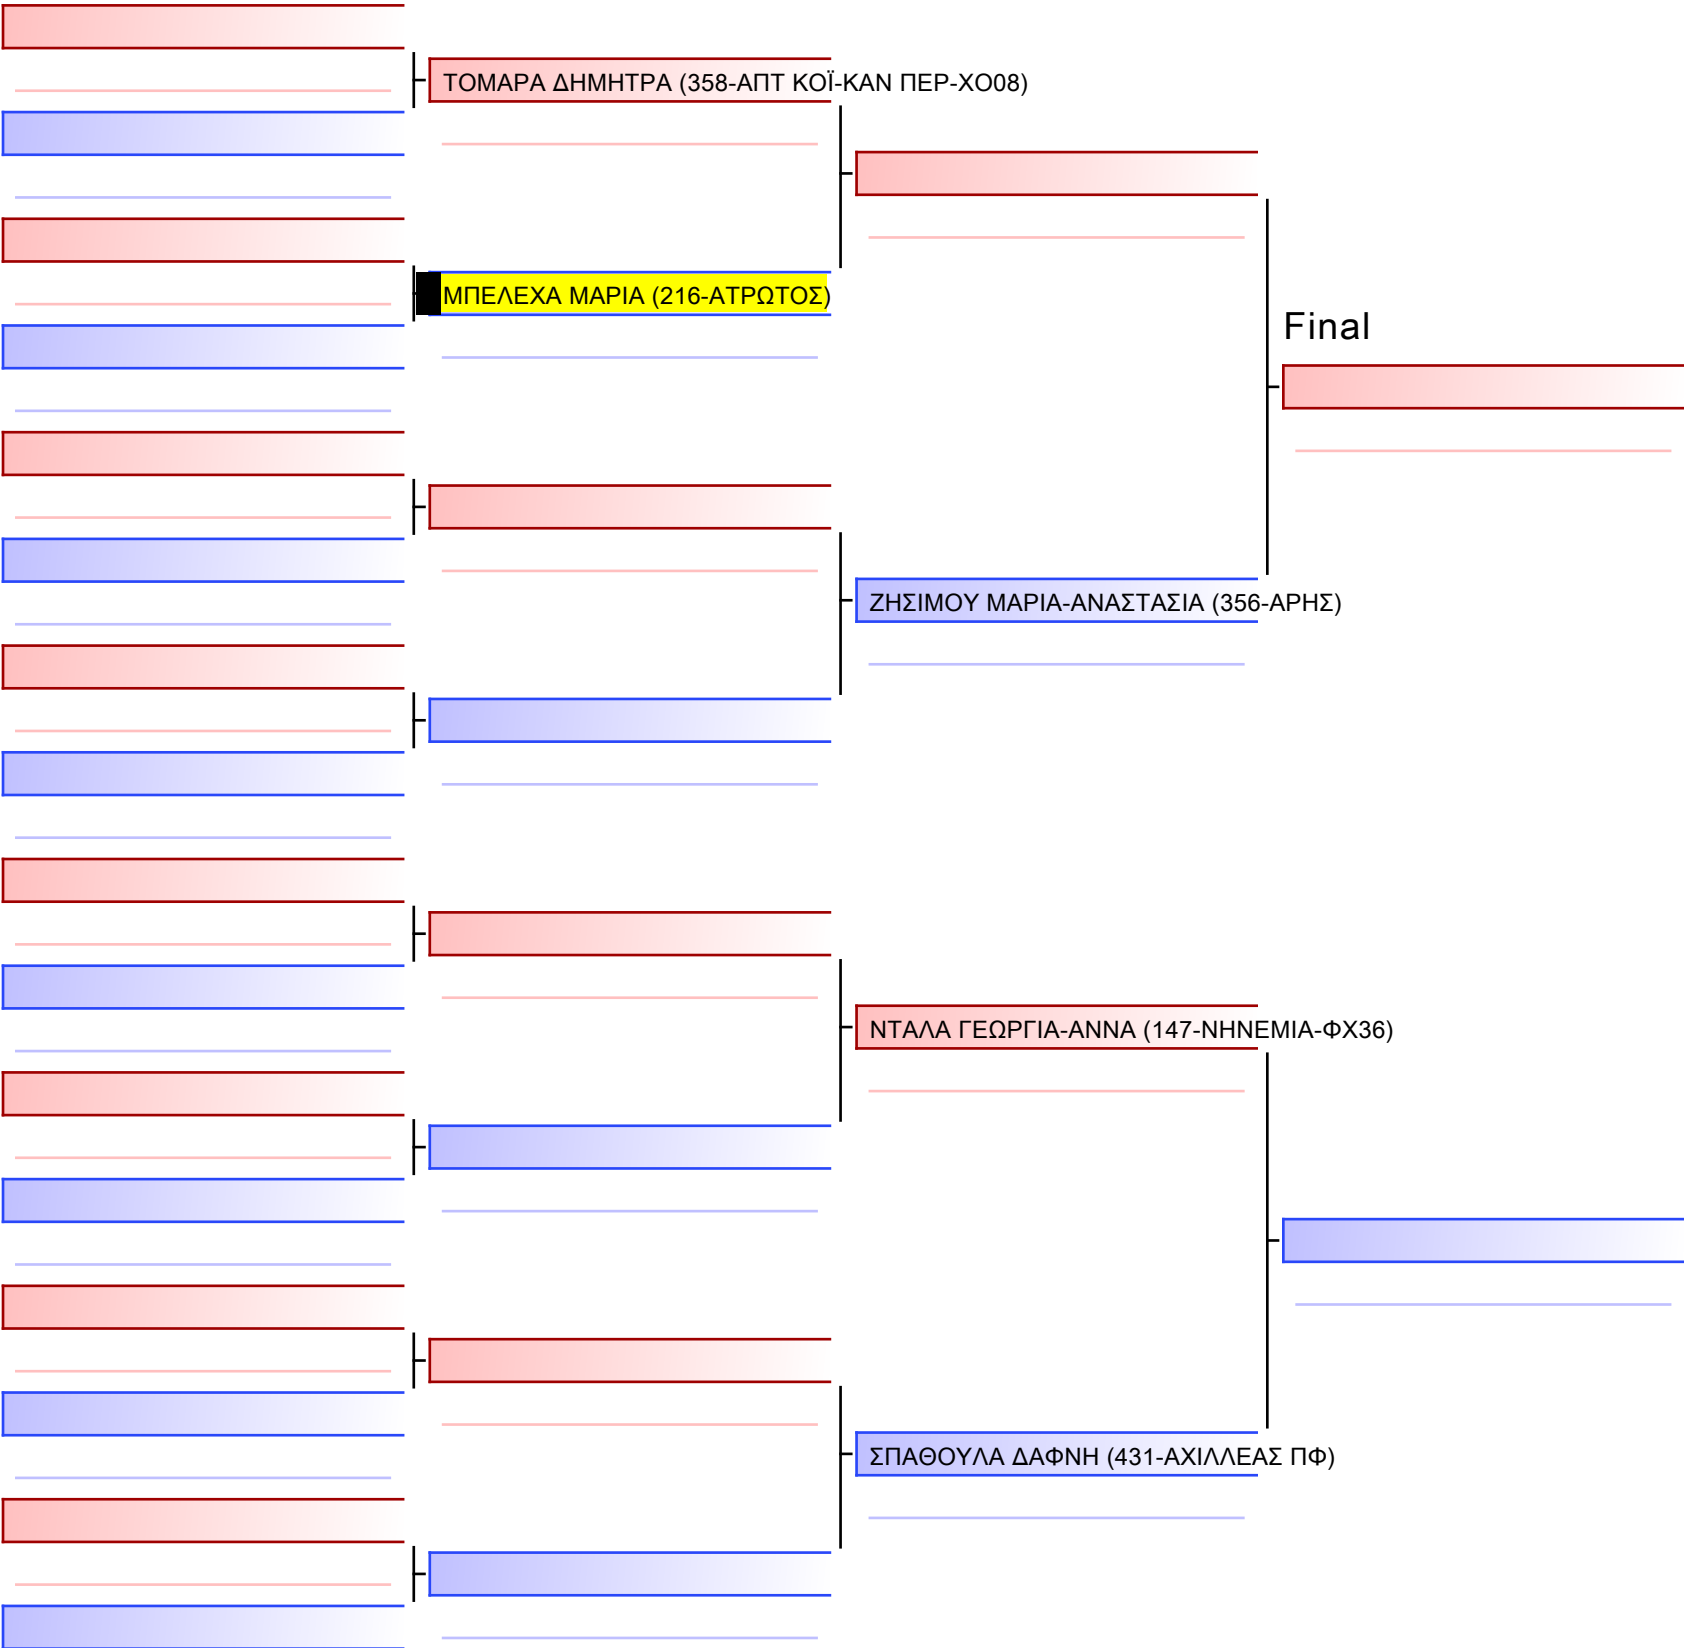 ΤΟΜΑΡΑ ΔΗΜΗΤΡΑ (358-ΑΠΤ ΚΟΪ-ΚΑΝ ΠΕΡ-ΧΟ08)
ΜΠΕΛΕΧΑ ΜΑΡΙΑ (216-ΑΤΡΩΤΟΣ)
Final
ΖΗΣΙΜΟΥ ΜΑΡΙΑ-ΑΝΑΣΤΑΣΙΑ (356-ΑΡΗΣ)
ΝΤΑΛΑ ΓΕΩΡΓΙΑ-ΑΝΝΑ (147-ΝΗΝΕΜΙΑ-ΦΧ36)
ΣΠΑΘΟΥΛΑ ΔΑΦΝΗ (431-ΑΧΙΛΛΕΑΣ ΠΦ)